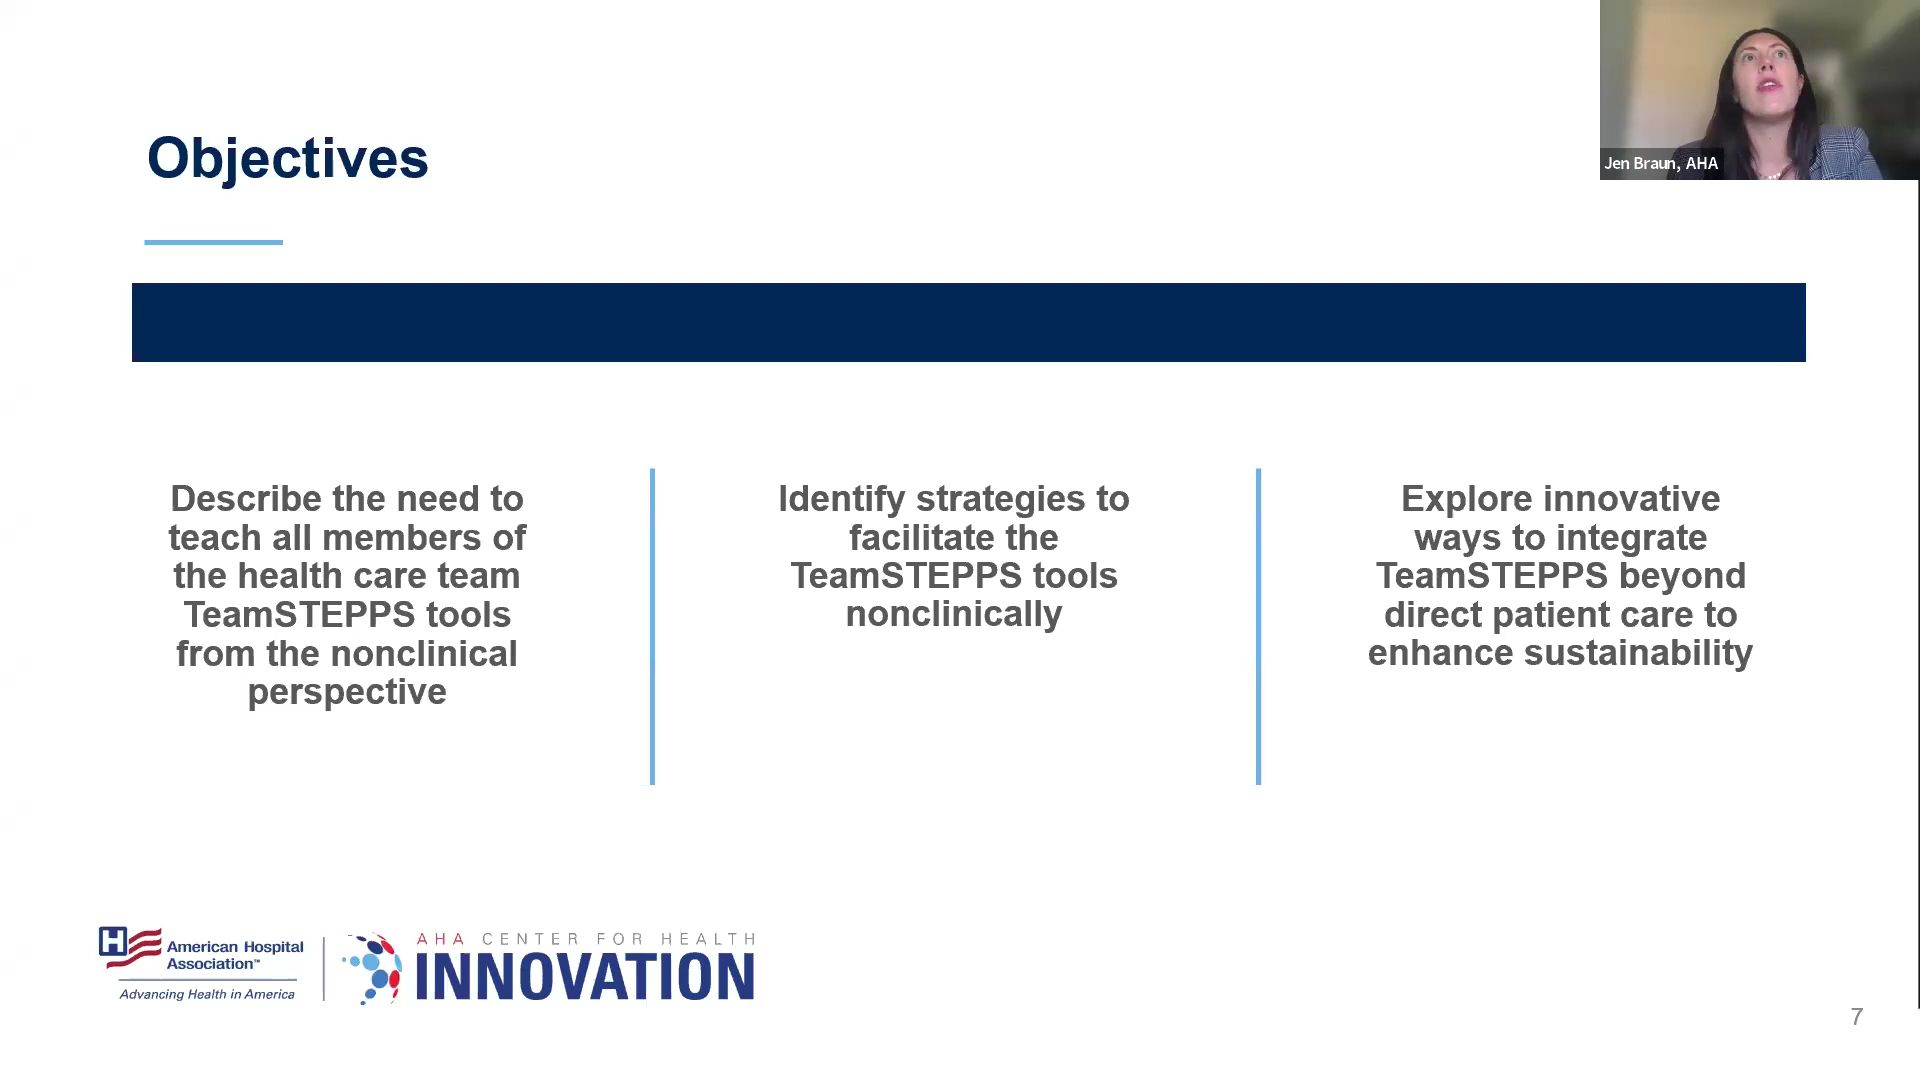 Objectives
Jen Braun, AHA
Describe the need to
teach all members of
the health care team
TeamSTEPPS tools
from the nonclinical
perspective
Identify strategies to
facilitate the
TeamSTEPPS tools
nonclinically
Explore innovative
ways to integrate
TeamSTEPPS beyond
direct patient care to
enhance sustainability
H
American Hospital
Association™
Advancing Health in America
AHA CENTER FOR HEALTH
INNOVATION
7